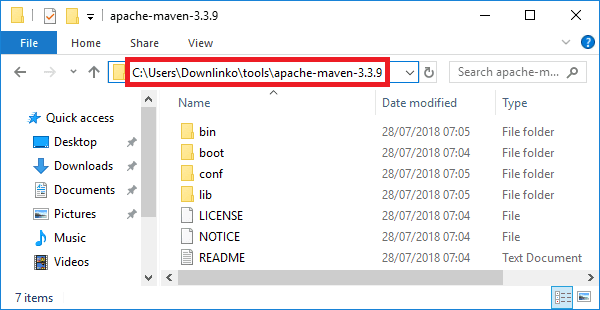 apache-maven-3.3.9
File Home Share View
C:\Users\Downlinko\tools\apache-maven-3.3.9
Search apache-m...
Name Date modified Type
Quick access
Desktop
Downloads
Documents
Pictures
Music
Videos
bin 28/07/2018 07:05 File folder
boot 28/07/2018 07:04 File folder
conf 28/07/2018 07:05 File folder
lib 28/07/2018 07:05 File folder
LICENSE 28/07/2018 07:04 File
NOTICE 28/07/2018 07:04 File
README 28/07/2018 07:04 Text Document
7 items